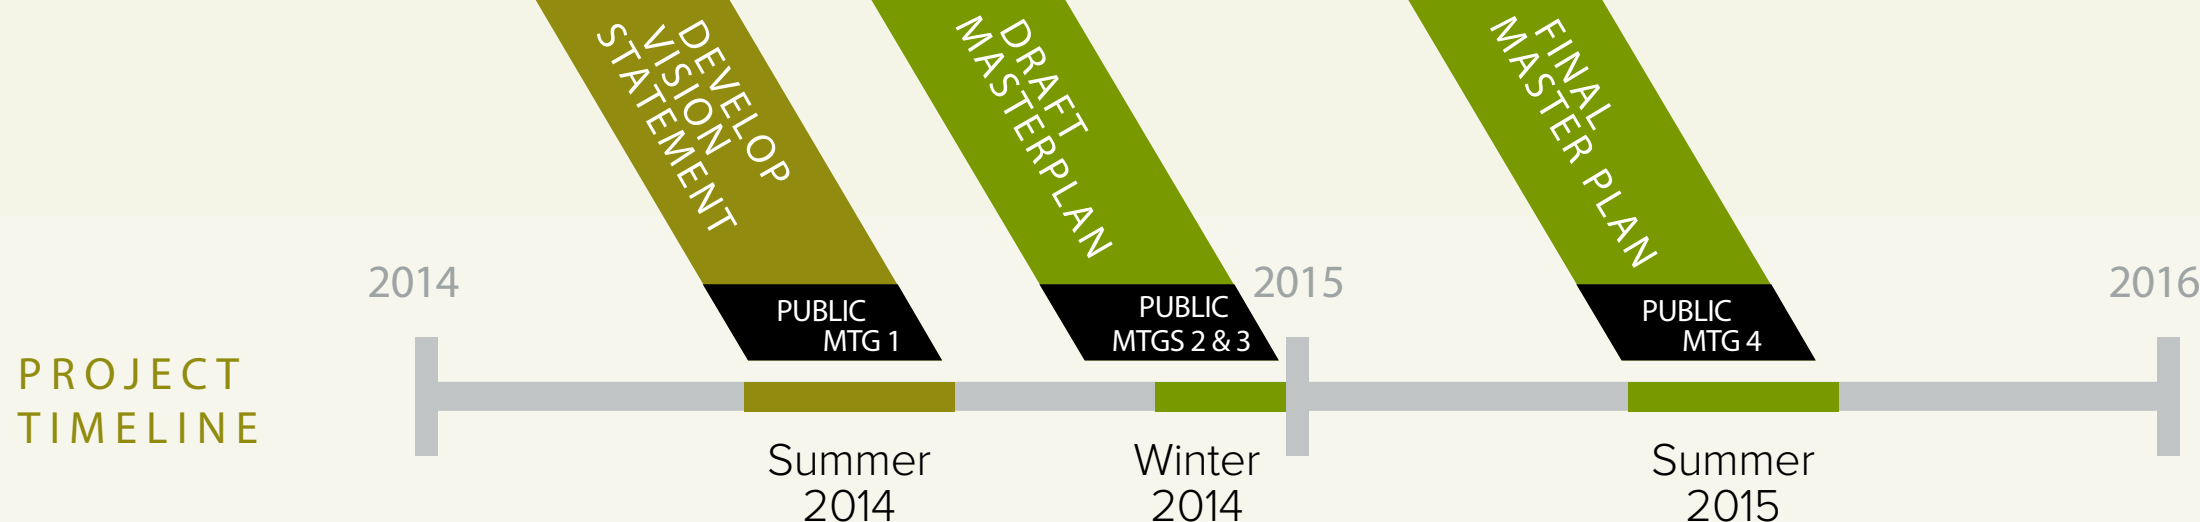 DEVELOP
VISION
STATEMENT
DRAFT
MASTERPLAN
FINAL
MASTER PLAN
2014
2015
2016
PUBLIC
MTG 1
PUBLIC
MTGS 2 & 3
PUBLIC
MTG 4
PROJECT
TIMELINE
Summer
2014
Winter
2014
Summer
2015